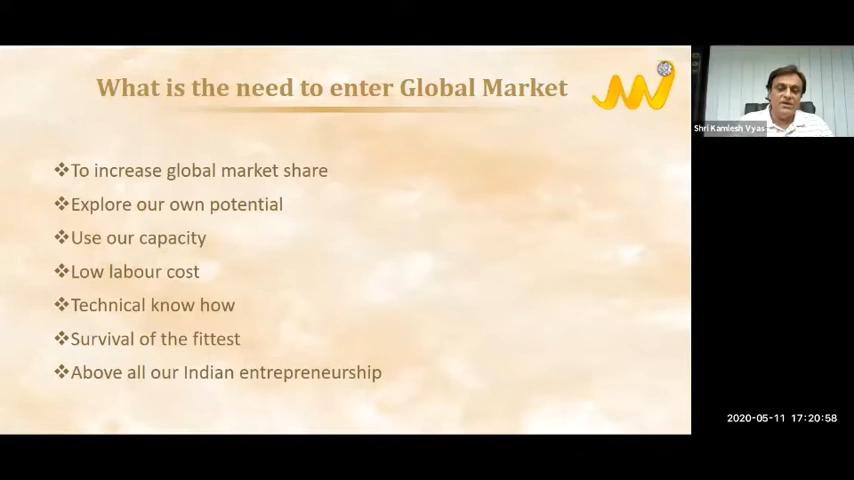 What is the need to enter Global Market
Shri Kamlesh Vyas
❖To increase global market share
❖Explore our own potential
❖Use our capacity
❖Low labour cost
❖Technical know how
❖Survival of the fittest
❖Above all our Indian entrepreneurship
2020-05-11 17:20:58